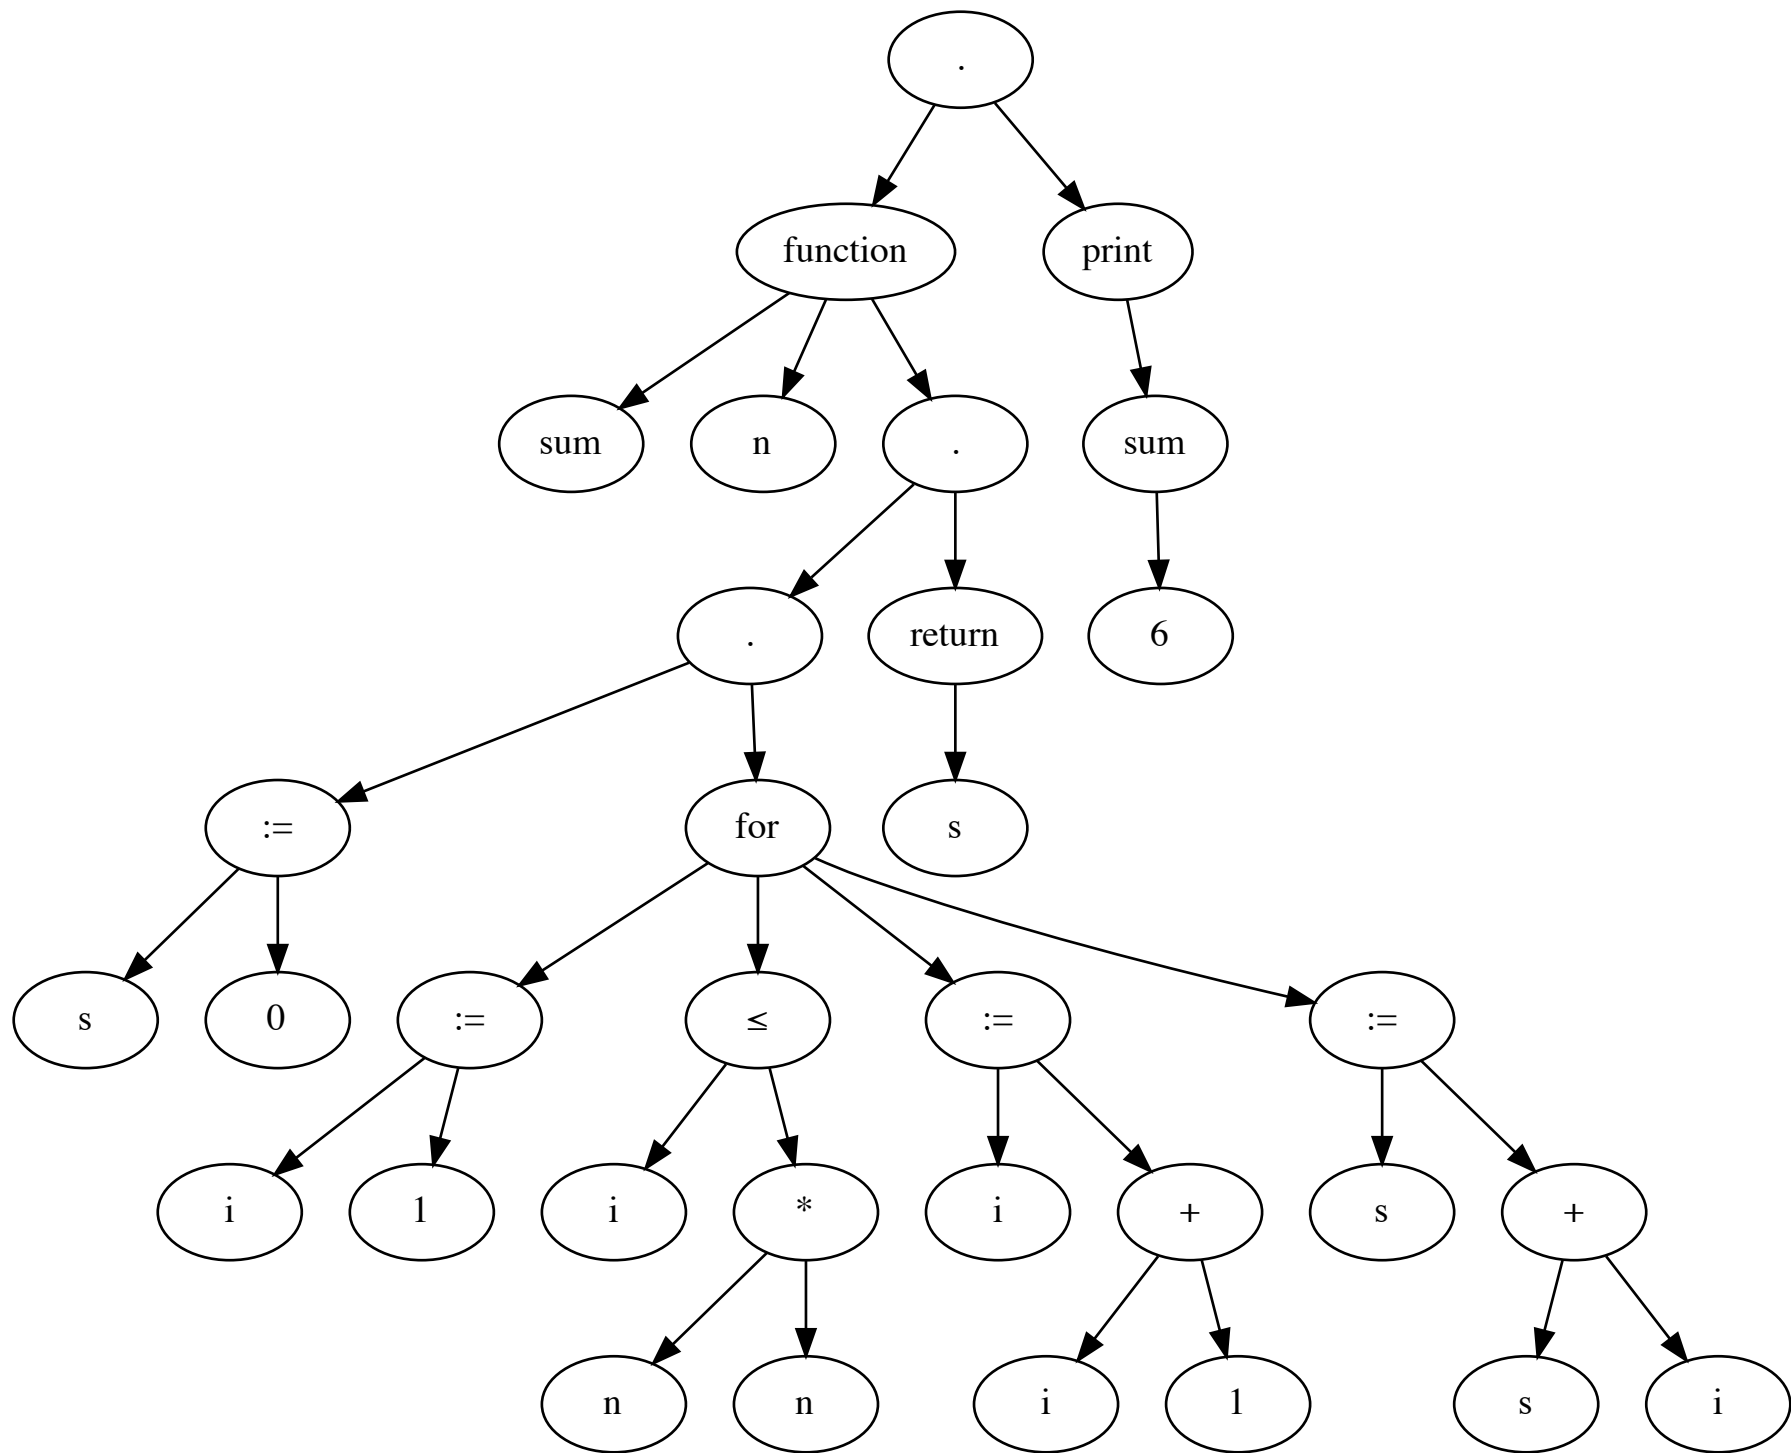 .
function print
sum n . sum
. return 6
:= for s
s 0 := ≤ := :=
i 1 i * i + s +
n n i 1 s i